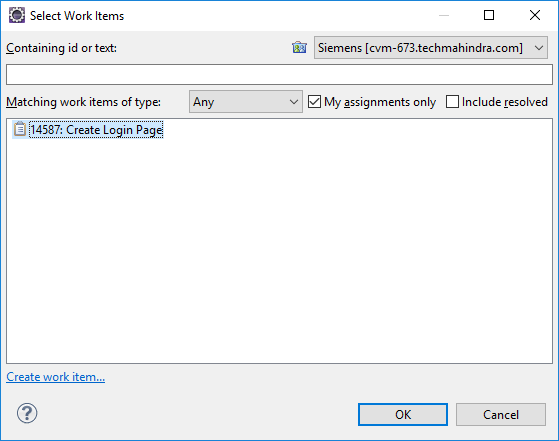 Select Work Items
Containing id or text:
Siemens [cvm-673.techmahindra.com]
Matching work items of type: Any My assignments only Include resolved
14587: Create Login Page
Create work item...
? OK Cancel